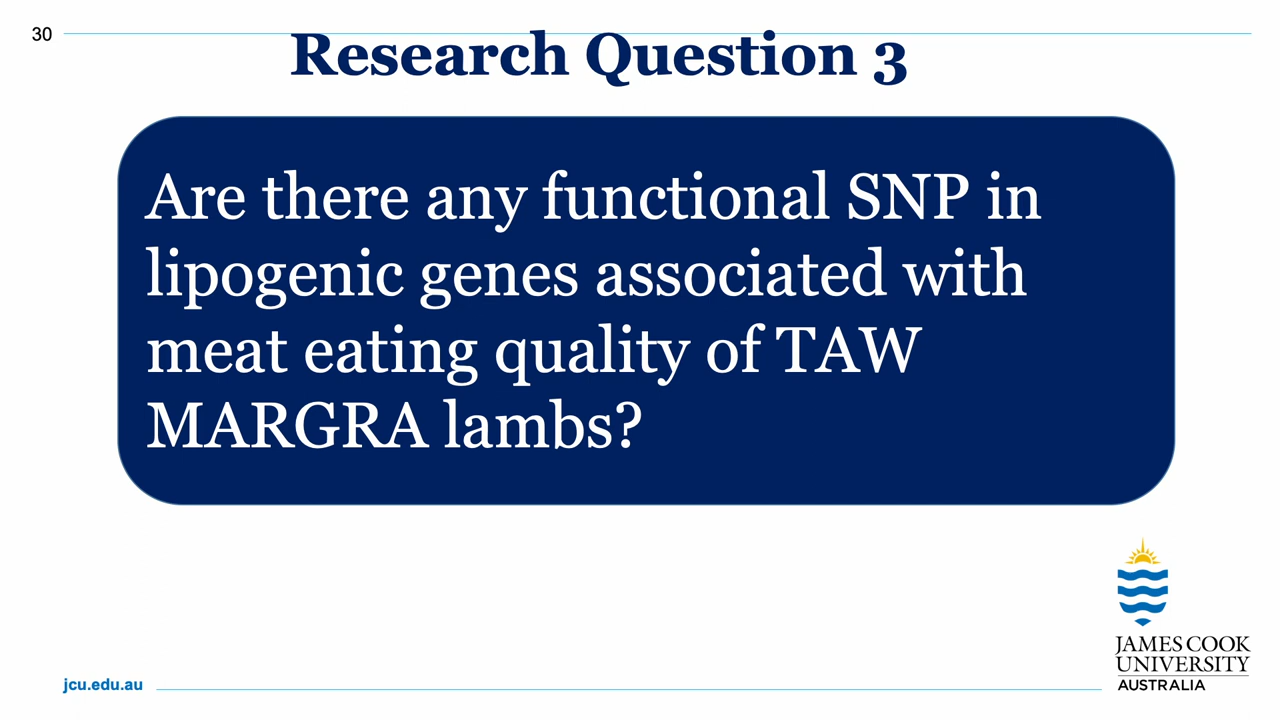 30
Research Question 3
Are there any functional SNP in
lipogenic genes associated with
meat eating quality of TAW
MARGRA lambs?
JAMES COOK
UNIVERSITY
AUSTRALIA
jcu.edu.au